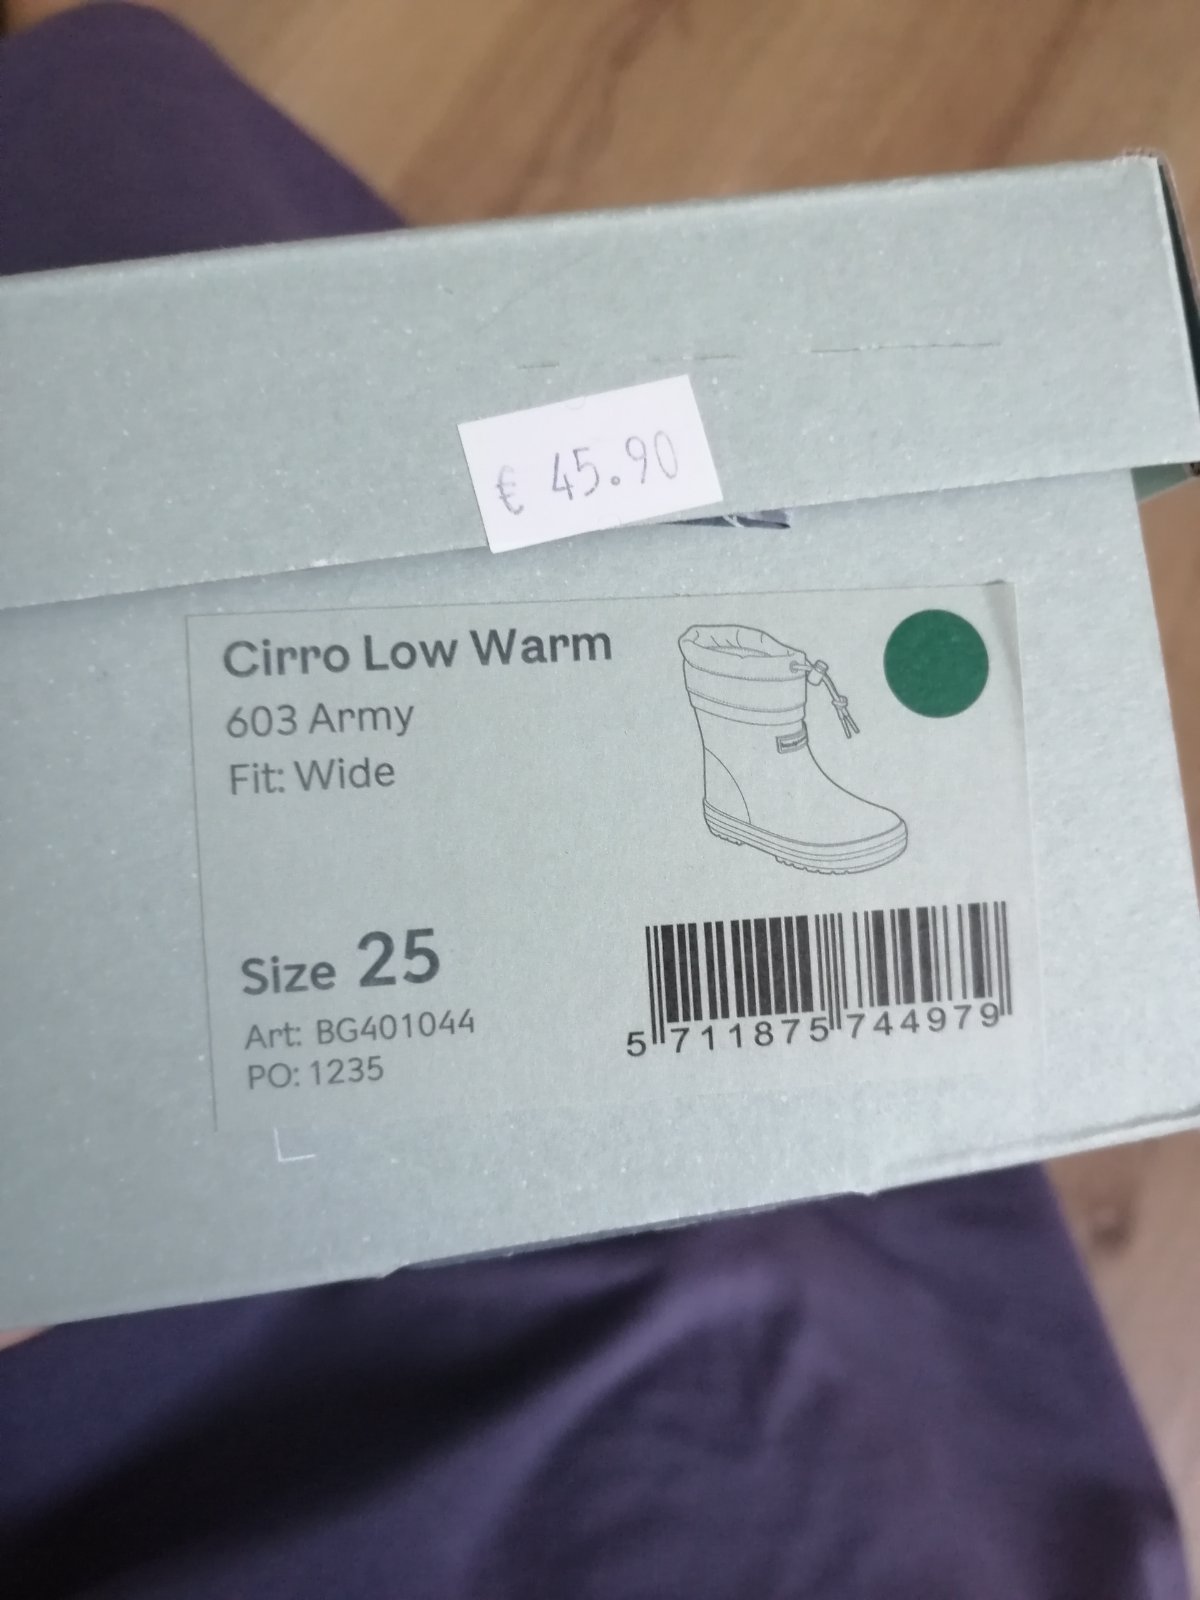 € 45.90
Cirro Low Warm
603 Army
Fit: Wide
Size 25
Art: BG401044
PO: 1235
5 711875 744979